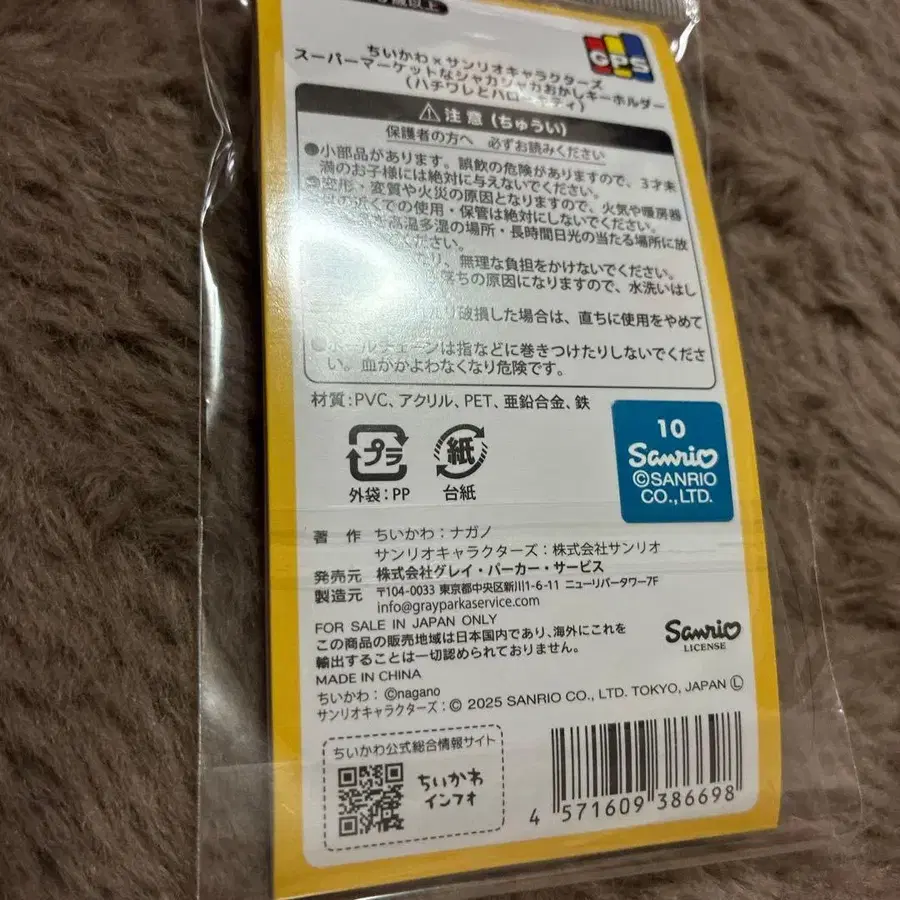 歳以上
GPS
ちいかわ×サンリオキャラクターズ
スーパーマーケットなジャカジャカおかしキーホルダー
(ハチワレとハローキティ)
注意(ちゅうい)
保護者の方へ 必ずお読みください
●小部品があります。誤飲の危険がありますので、3才未
満のお子様には絶対に与えないでください。
●変形・変質や火災の原因となりますので、火気や暖房器
の近くでの使用・保管は絶対にしないでください。
高温多湿の場所・長時間日光の当たる場所に放
ください。
たり、無理な負担をかけないでください。
落ちの原因になりますので、水洗いはし
破損した場合は、直ちに使用をやめて
●ボールチェーンは指などに巻きつけたりしないでくださ
い。血がかよわなくなり危険です。
材質:PVC、アクリル、PET、亜鉛合金、鉄
プラ
外袋:PP
紙
台紙
10
Sanrio
©SANRIO
CO., LTD.
著 作 ちいかわ:ナガノ
サンリオキャラクターズ:株式会社サンリオ
発売元 株式会社グレイ・パーカー・サービス
製造元 〒104-0033 東京都中央区新川1-6-11 ニューリバータワー7F
info@grayparkaservice.com
FOR SALE IN JAPAN ONLY
この商品の販売地域は日本国内であり、海外にこれを
輸出することは一切認められておりません。
MADE IN CHINA
Sanrio
LICENSE
ちいかわ:©nagano
サンリオキャラクターズ:© 2025 SANRIO CO., LTD. TOKYO, JAPAN Ⓛ
ちいかわ公式総合情報サイト
ちいかわ
インフォ
4 571609 386698